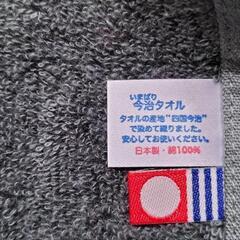 いまばり
今治タオル
タオルの産地"四国今治"
で染めて織りました。
安心してお使いください。
日本製・綿100%